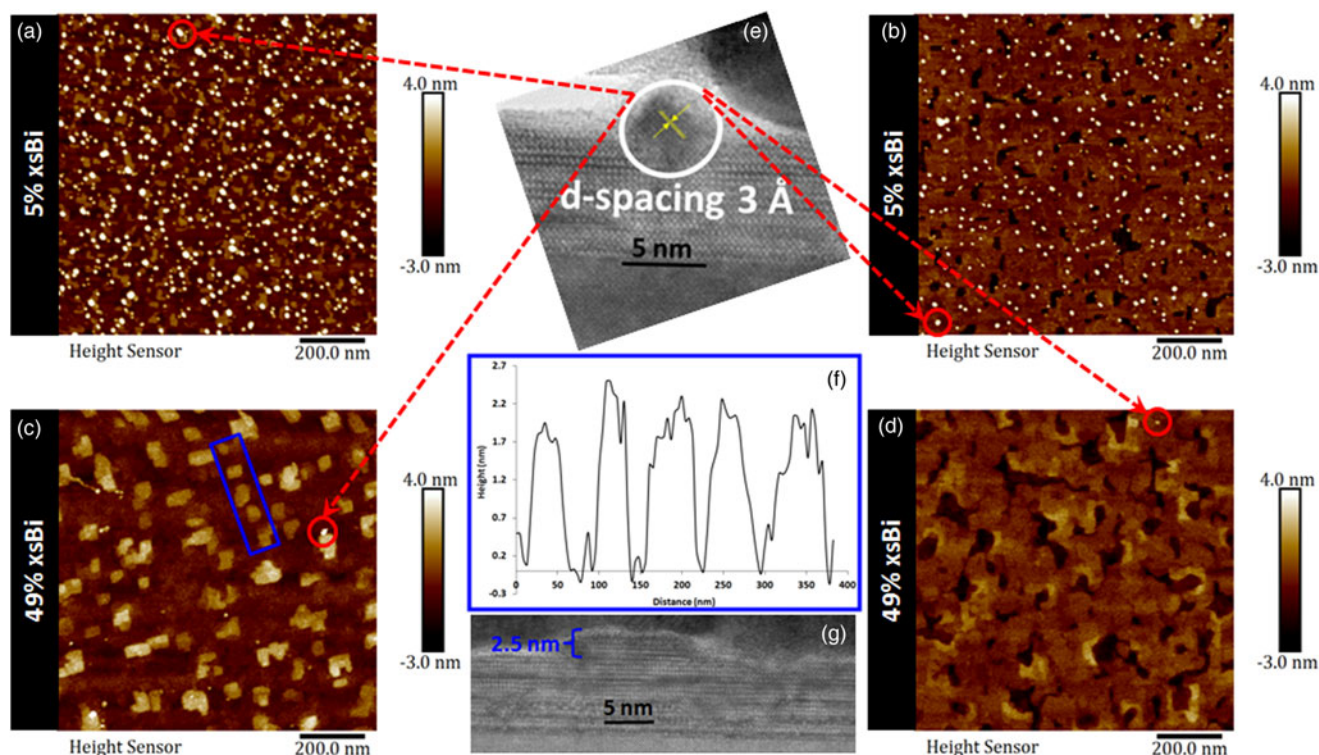 (a)
5% xsBi
4.0 nm
-3.0 nm
Height Sensor
200.0 nm
(e)
d-spacing 3 Å
5 nm
(b)
5% xsBi
4.0 nm
-3.0 nm
Height Sensor
200.0 nm
(c)
49% xsBi
4.0 nm
-3.0 nm
Height Sensor
200.0 nm
(f)
2.7
2.2
1.7
1.2
0.7
0.2
-0.3
Height (nm)
0 50 100 150 200 250 300 350 400
Distance (nm)
(g)
2.5 nm
5 nm
(d)
49% xsBi
4.0 nm
-3.0 nm
Height Sensor
200.0 nm